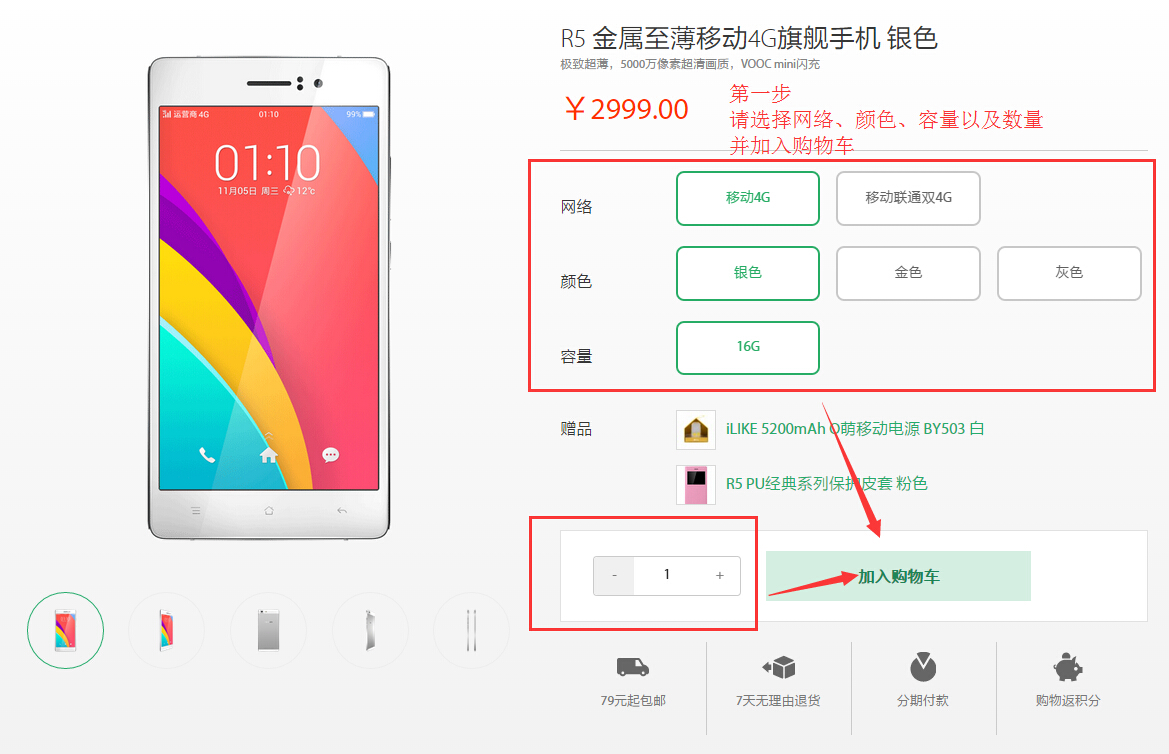 R5 金属至薄移动4G旗舰手机 银色
极致超薄，5000万像素超清画质，VOOC mini闪充
￥2999.00
第一步
请选择网络、颜色、容量以及数量
并加入购物车
运营商 4G 01:10 99%
01:10
11月05日 周三 12℃
网络 移动4G 移动联通双4G
颜色 银色 金色 灰色
容量 16G
赠品 iLIKE 5200mAh Q萌移动电源 BY503 白
R5 PU经典系列保护皮套 粉色
- 1 + 加入购物车
79元起包邮 7天无理由退货 分期付款 购物返积分